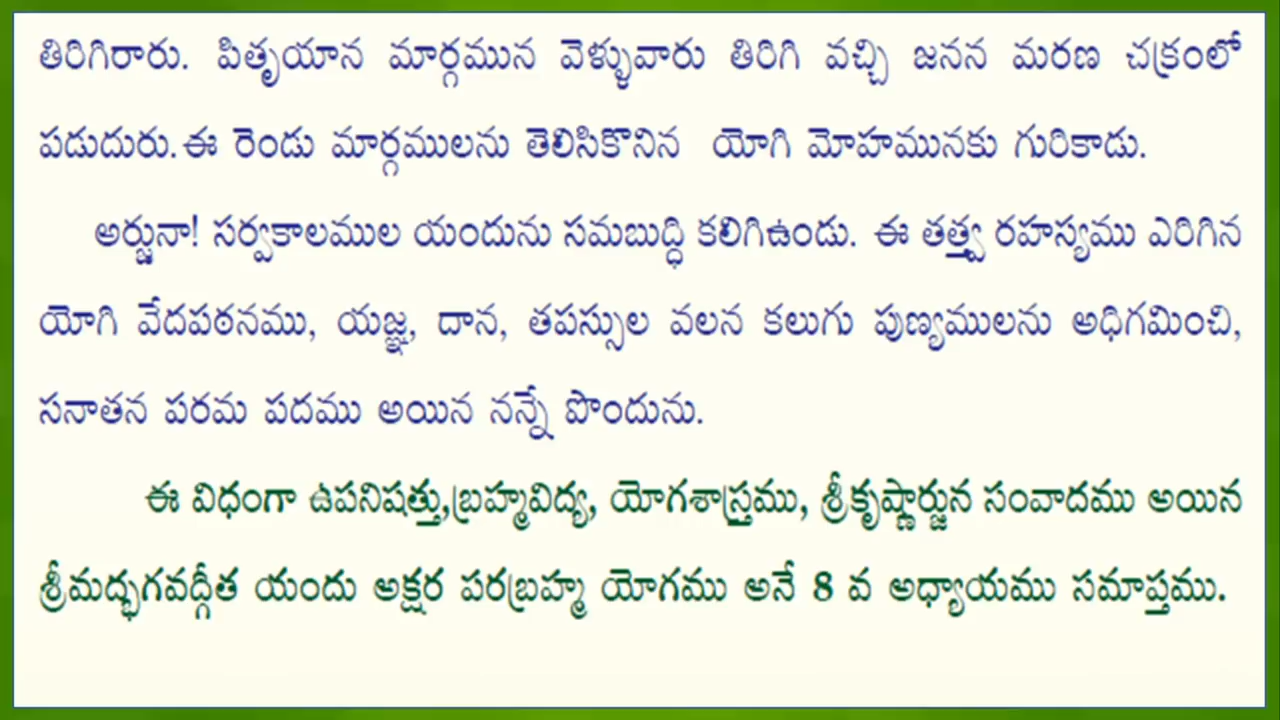 తిరిగిరారు. పితృయాన మార్గమున వెళ్ళువారు తిరిగి వచ్చి జనన మరణ చక్రంలో
పడుదురు.ఈ రెండు మార్గములను తెలిసికొనిన యోగి మోహమునకు గురికాడు.
అర్జునా! సర్వకాలముల యందును సమబుద్ధి కలిగిఉండు. ఈ తత్త్వ రహస్యము ఎరిగిన
యోగి వేదపఠనము, యజ్ఞ, దాన, తపస్సుల వలన కలుగు పుణ్యములను అధిగమించి,
సనాతన పరమ పదము అయిన నన్నే పొందును.
ఈ విధంగా ఉపనిషత్తు,బ్రహ్మవిద్య, యోగశాస్త్రము, శ్రీకృష్ణార్జున సంవాదము అయిన
శ్రీమద్భగవద్గీత యందు అక్షర పరబ్రహ్మ యోగము అనే 8 వ అధ్యాయము సమాప్తము.